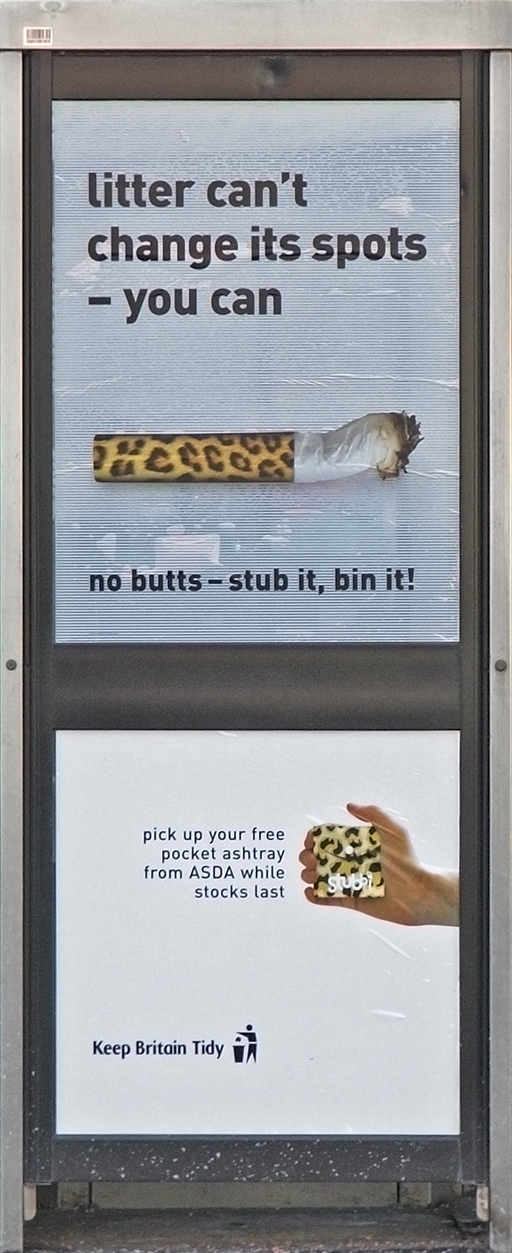 litter can't
change its spots
– you can
no butts – stub it, bin it!
pick up your free
pocket ashtray
from ASDA while
stocks last
stubbi
Keep Britain Tidy